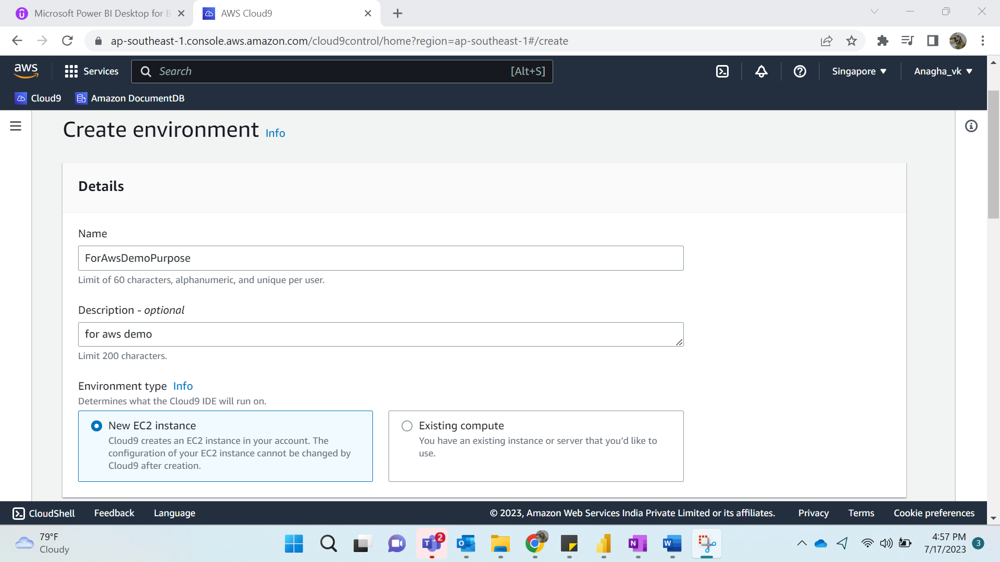 Microsoft Power BI Desktop for B
AWS Cloud9
ap-southeast-1.console.aws.amazon.com/cloud9control/home?region=ap-southeast-1#/create
aws
Services
Search
[Alt+S]
Singapore
Anagha_vk
Cloud9
Amazon DocumentDB
Create environment Info
Details
Name
ForAwsDemoPurpose
Limit of 60 characters, alphanumeric, and unique per user.
Description - optional
for aws demo
Limit 200 characters.
Environment type Info
Determines what the Cloud9 IDE will run on.
New EC2 instance
Cloud9 creates an EC2 instance in your account. The
configuration of your EC2 instance cannot be changed by
Cloud9 after creation.
Existing compute
You have an existing instance or server that you’d like to
use.
CloudShell
Feedback
Language
© 2023, Amazon Web Services India Private Limited or its affiliates.
Privacy
Terms
Cookie preferences
79°F
Cloudy
T
2
O
N
W
4:57 PM
7/17/2023
3